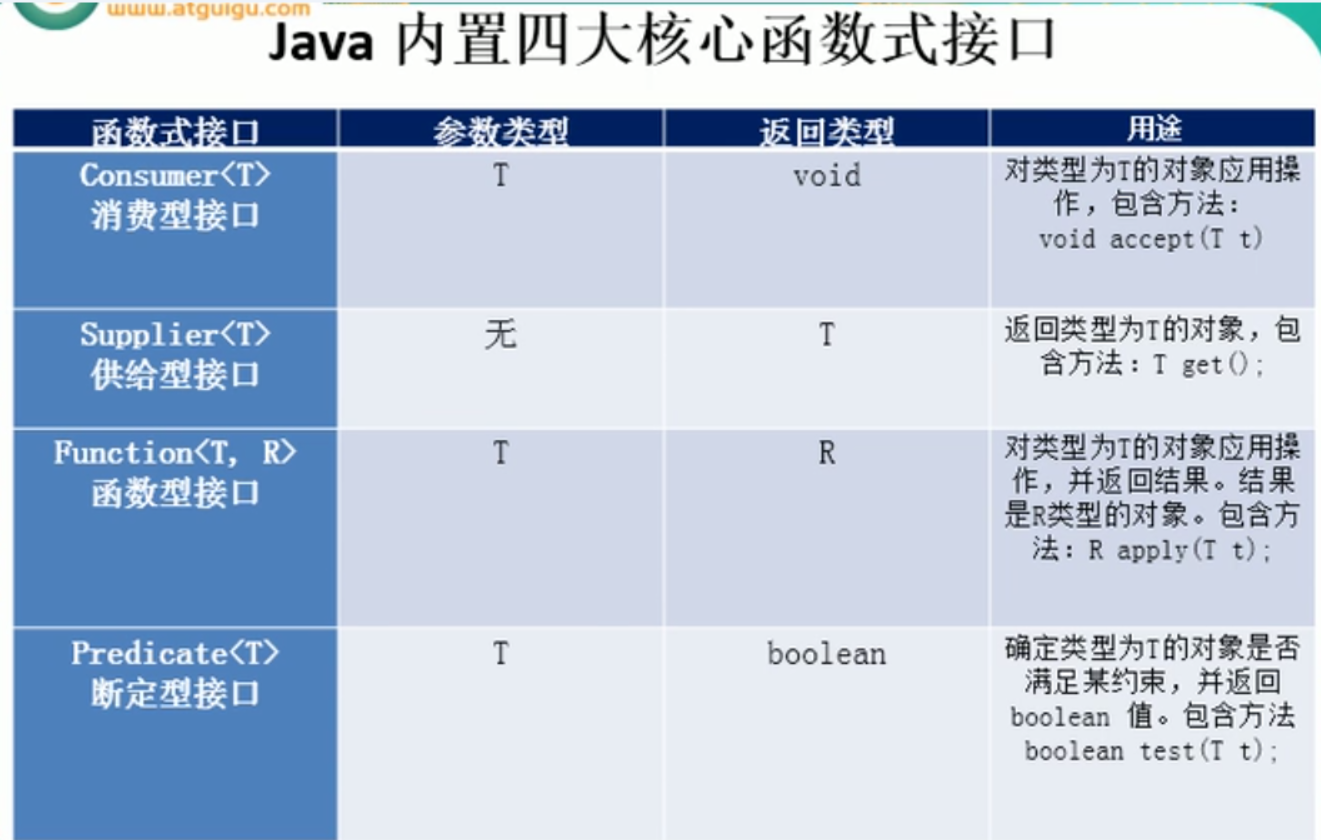 www.atguigu.com
Java 内置四大核心函数式接口
函数式接口 参数类型 返回类型 用途
Consumer<T>
消费型接口
T
void
对类型为T的对象应用操
作，包含方法：
void accept(T t)
Supplier<T>
供给型接口
无
T
返回类型为T的对象，包
含方法：T get();
Function<T, R>
函数型接口
T
R
对类型为T的对象应用操
作，并返回结果。结果
是R类型的对象。包含方
法：R apply(T t);
Predicate<T>
断定型接口
T
boolean
确定类型为T的对象是否
满足某约束，并返回
boolean 值。包含方法
boolean test(T t);